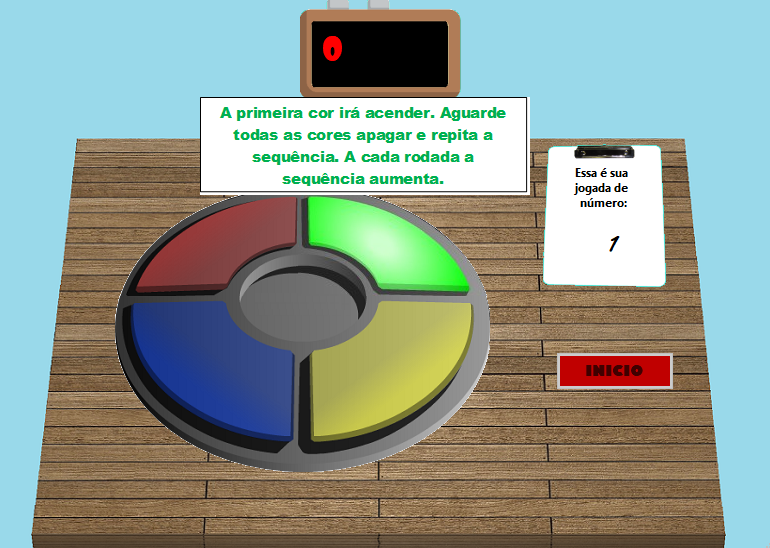 0
A primeira cor irá acender. Aguarde
todas as cores apagar e repita a
sequência. A cada rodada a
sequência aumenta.
Essa é sua
jogada de
número:
1
INICIO